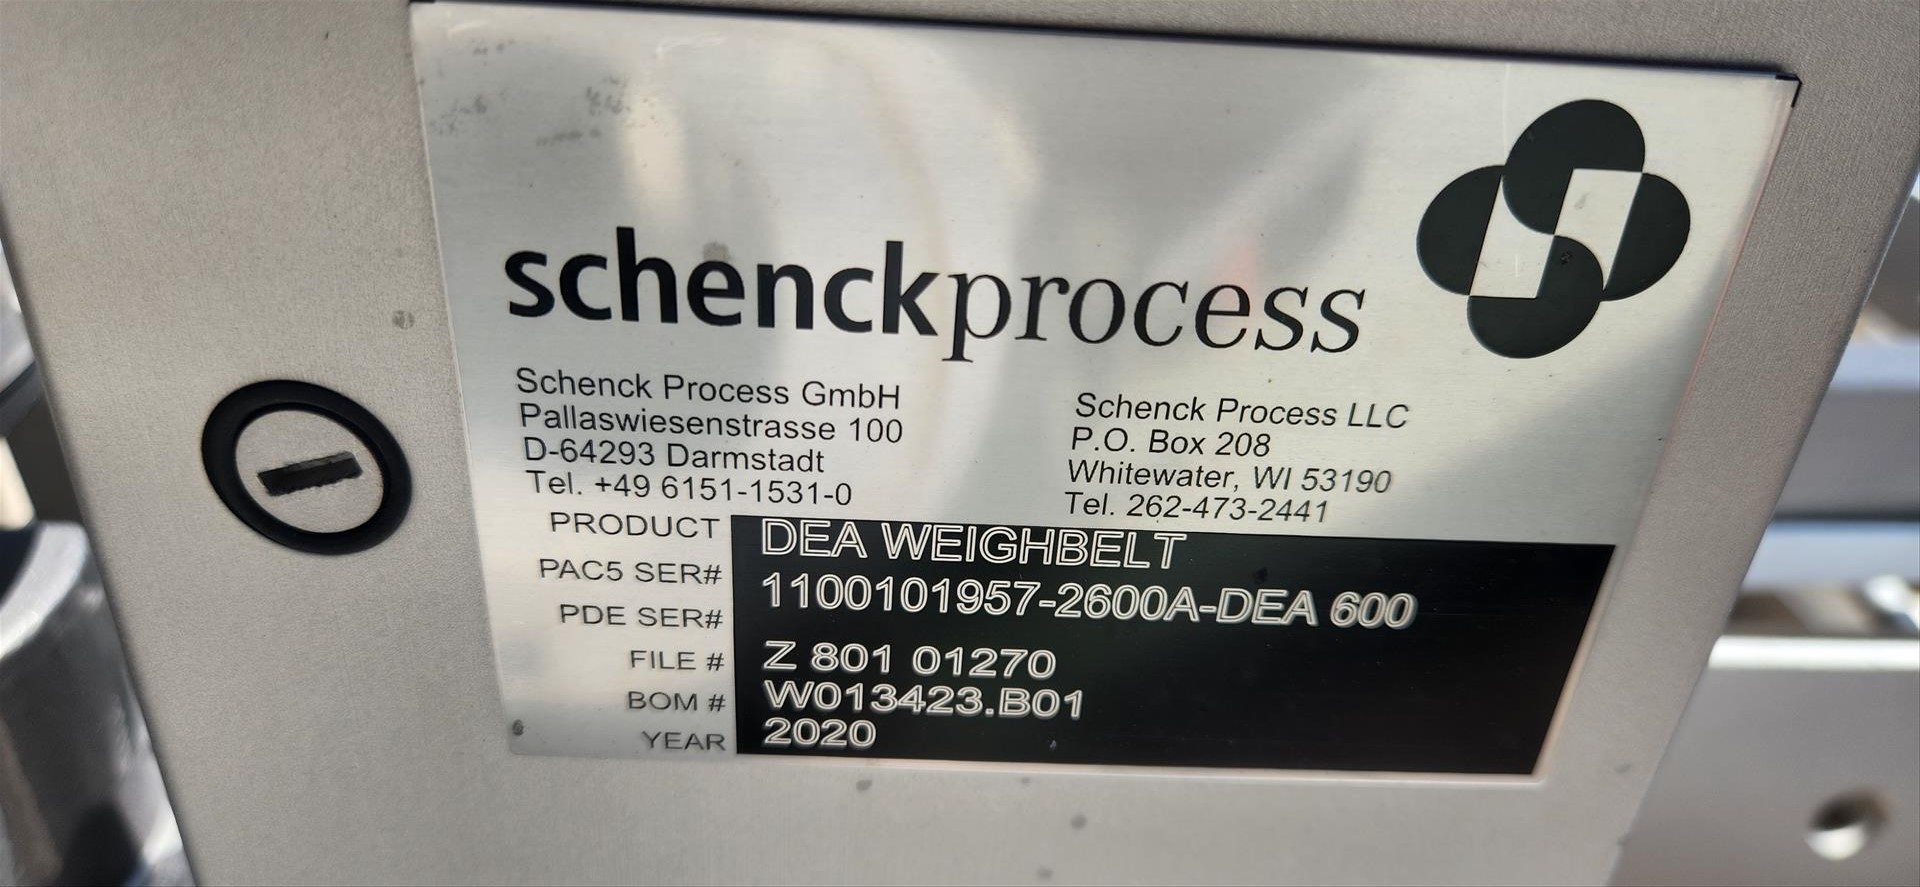 schenckprocess
Schenck Process GmbH
Pallaswiesenstrasse 100
D-64293 Darmstadt
Tel. +49 6151-1531-0
Schenck Process LLC
P.O. Box 208
Whitewater, WI 53190
Tel. 262-473-2441
PRODUCT DEA WEIGHBELT
PAC5 SER# 1100101957-2600A-DEA 600
PDE SER#
FILE # Z 801 01270
BOM # W013423.B01
YEAR 2020